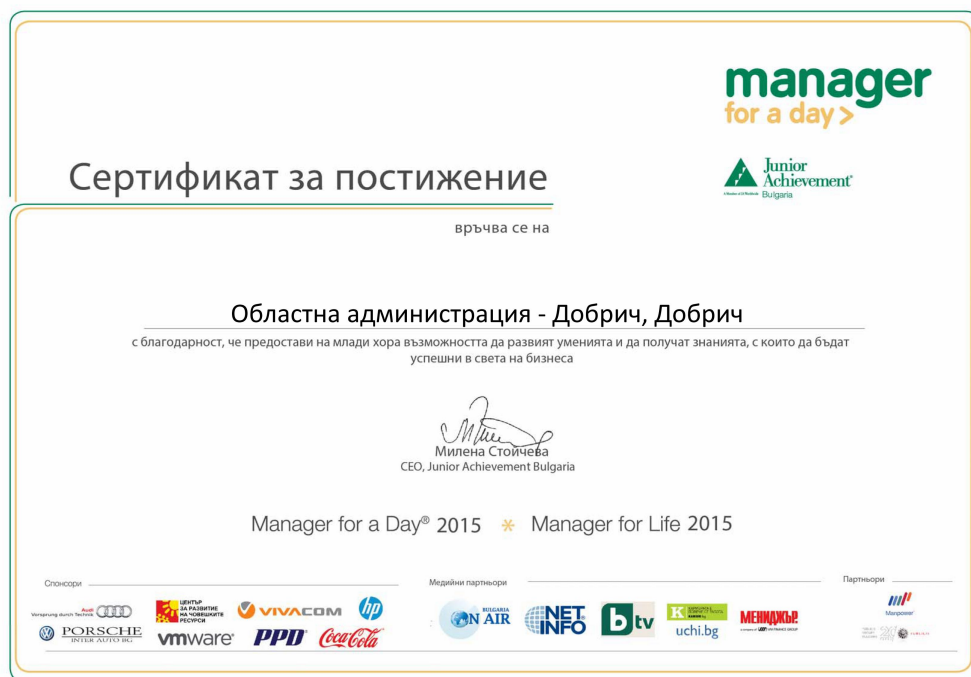 manager
for a day >
Junior
Achievement®
Bulgaria
Сертификат за постижение
връчва се на
Областна администрация - Добрич, Добрич
с благодарност, че предостави на млади хора възможността да развият уменията и да получат знанията, с които да бъдат
успешни в света на бизнеса
Милена Стойчева
CEO, Junior Achievement Bulgaria
Manager for a Day® 2015 * Manager for Life 2015
Спонсори
Медийни партньори
Партньори
Audi
Vorsprung durch Technik
ЦЕНТЪР
ЗА РАЗВИТИЕ
НА ЧОВЕШКИТЕ
РЕСУРСИ
VIVACOM
hp
PORSCHE
INTER AUTO BG
vmware®
PPD
Coca-Cola
BULGARIA
ON AIR
NET
INFO
btv
К
uchi.bg
МЕНИДЖЪР
Manpower